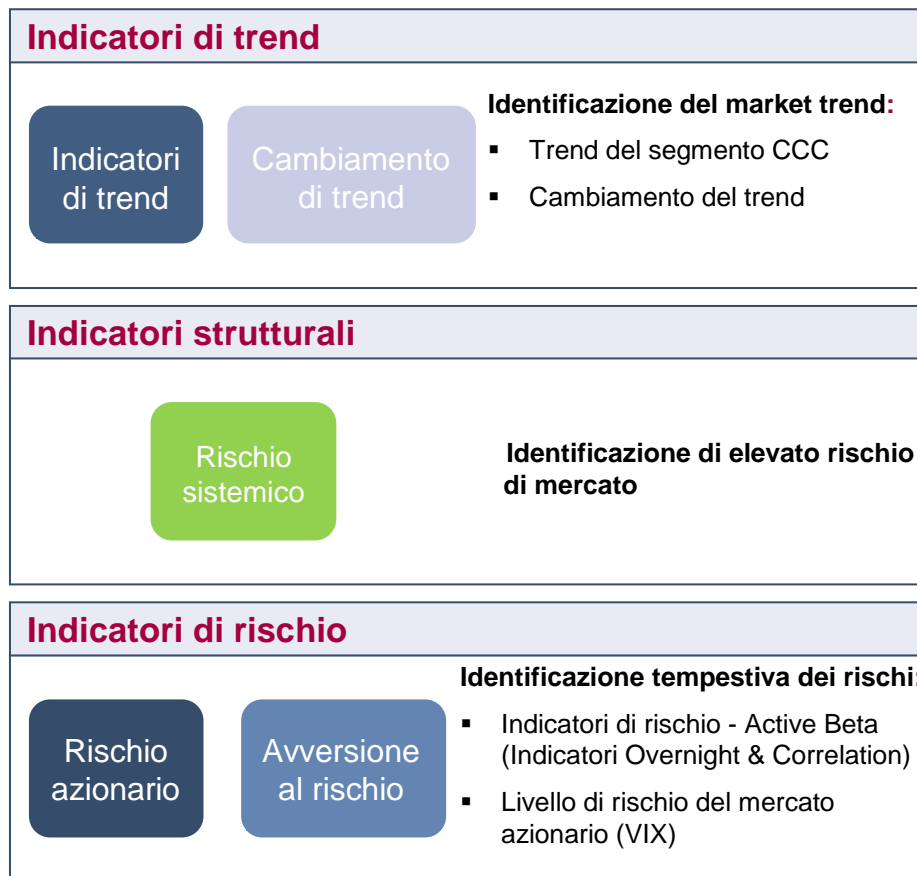 Indicatori di trend
Indicatori
di trend
Cambiamento
di trend
Identificazione del market trend:
▪ Trend del segmento CCC
▪ Cambiamento del trend
Indicatori strutturali
Rischio
sistemico
Identificazione di elevato rischio
di mercato
Indicatori di rischio
Rischio
azionario
Avversione
al rischio
Identificazione tempestiva dei rischi:
▪ Indicatori di rischio - Active Beta
(Indicatori Overnight & Correlation)
▪ Livello di rischio del mercato
azionario (VIX)